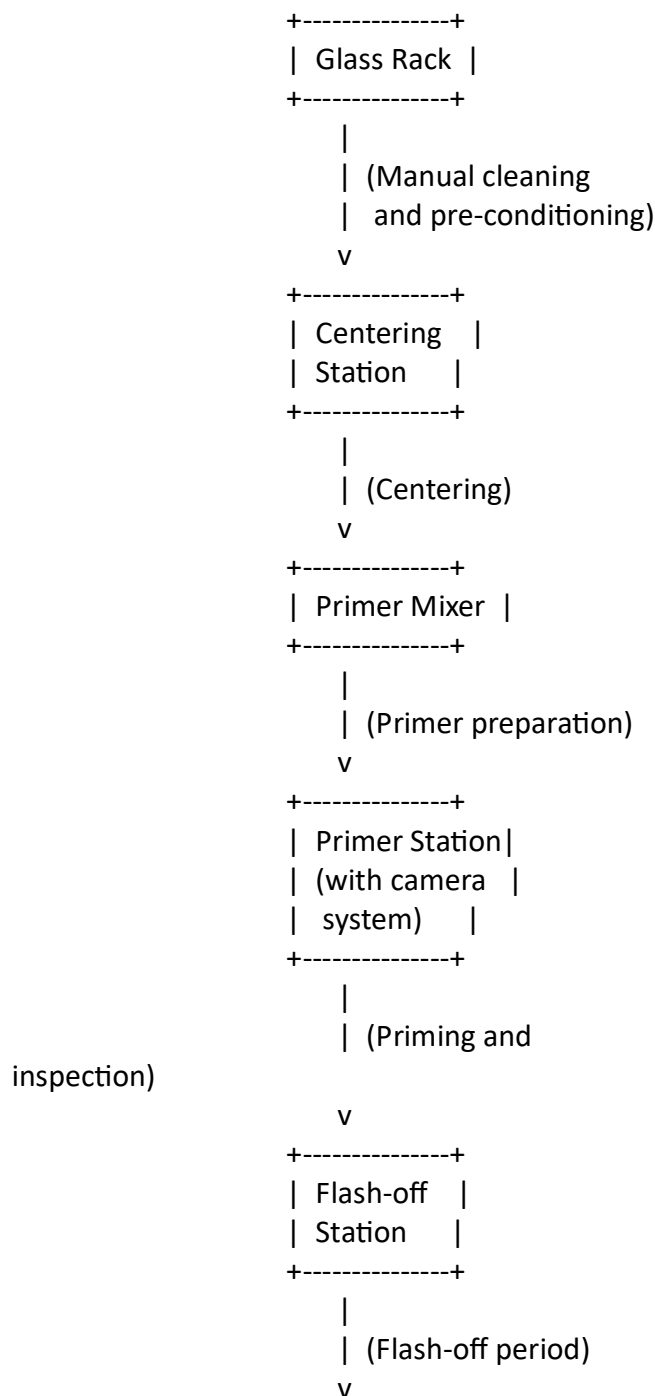 +---------------+
| Glass Rack |
+---------------+
|
| (Manual cleaning
| and pre-conditioning)
v
+---------------+
| Centering |
| Station |
+---------------+
|
| (Centering)
v
+---------------+
| Primer Mixer |
+---------------+
|
| (Primer preparation)
v
+---------------+
| Primer Station|
| (with camera |
| system) |
+---------------+
|
| (Priming and
inspection)
v
+---------------+
| Flash-off |
| Station |
+---------------+
|
| (Flash-off period)
v